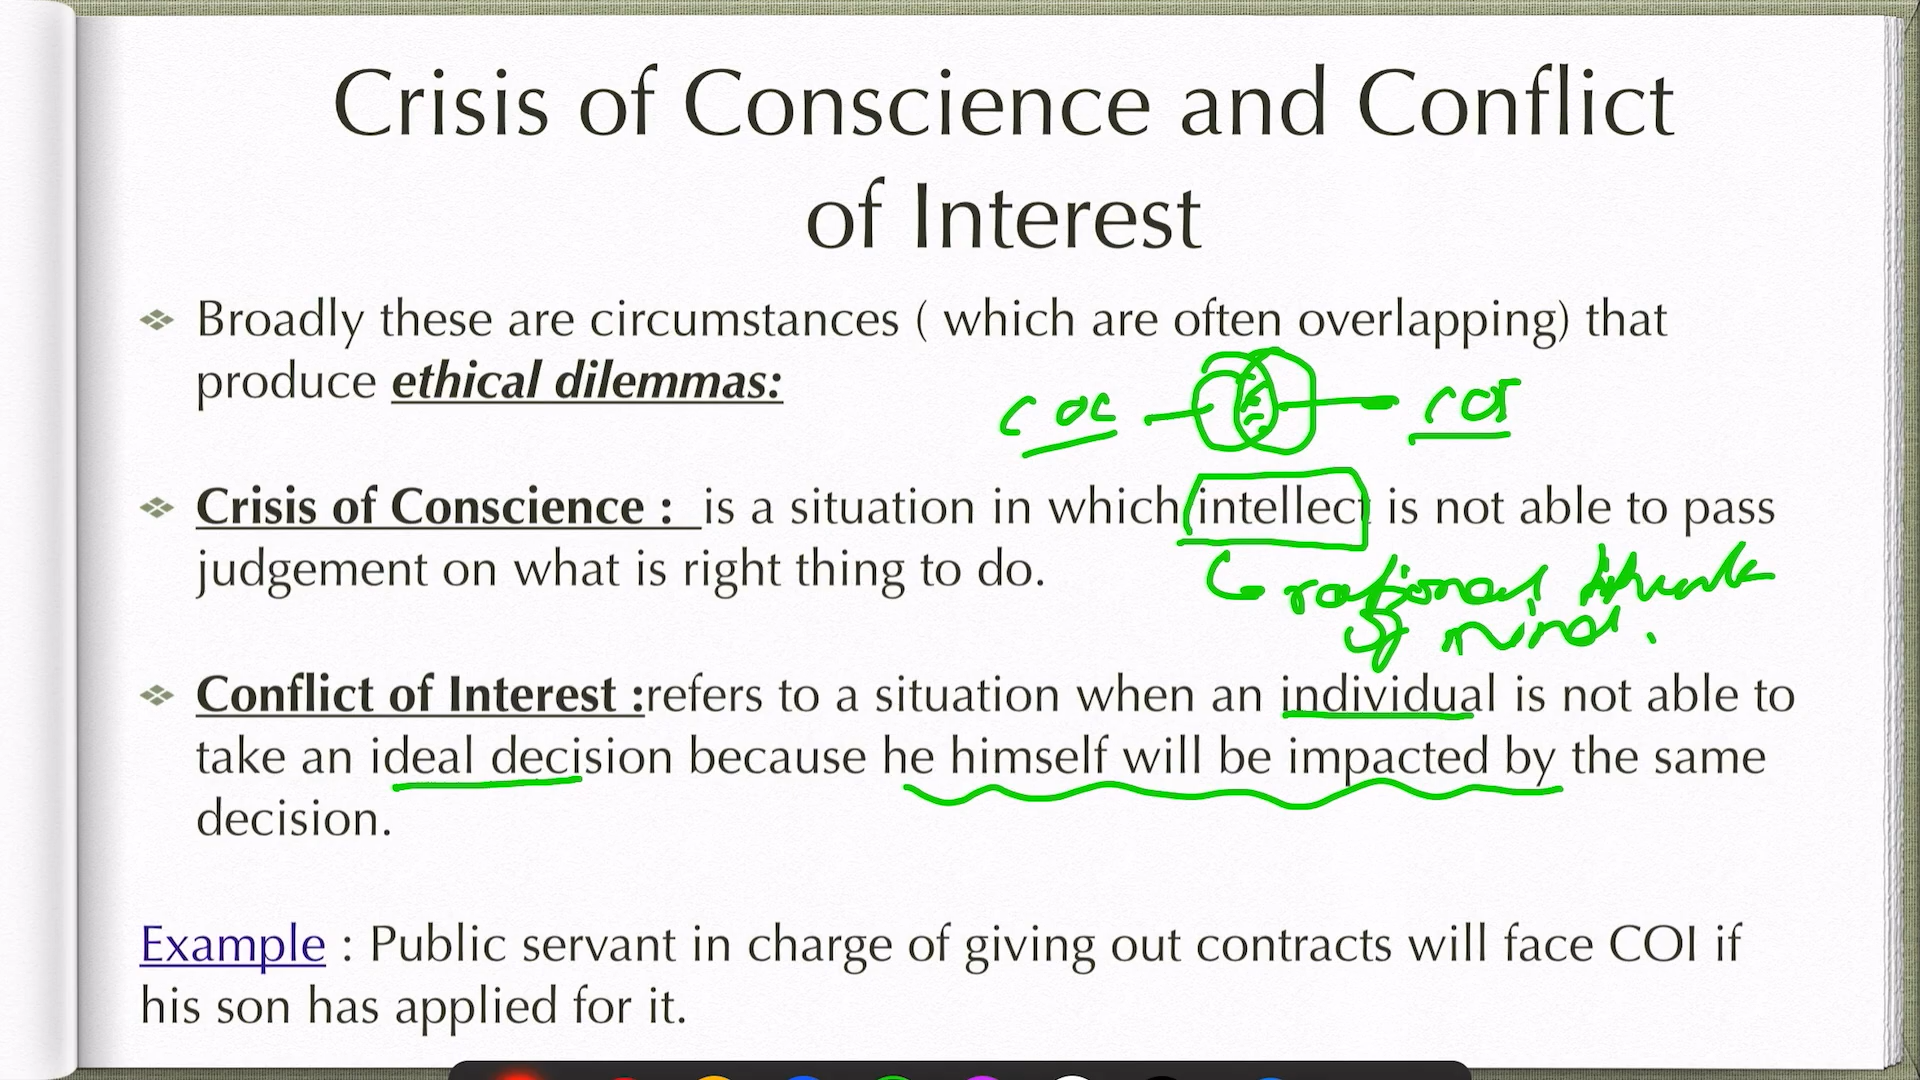 Crisis of Conscience and Conflict
of Interest
Broadly these are circumstances ( which are often overlapping) that
produce ethical dilemmas:
COC
COI
Crisis of Conscience : is a situation in which intellect is not able to pass
judgement on what is right thing to do.
rational
of mind.
Conflict of Interest :refers to a situation when an individual is not able to
take an ideal decision because he himself will be impacted by the same
decision.
Example : Public servant in charge of giving out contracts will face COI if
his son has applied for it.